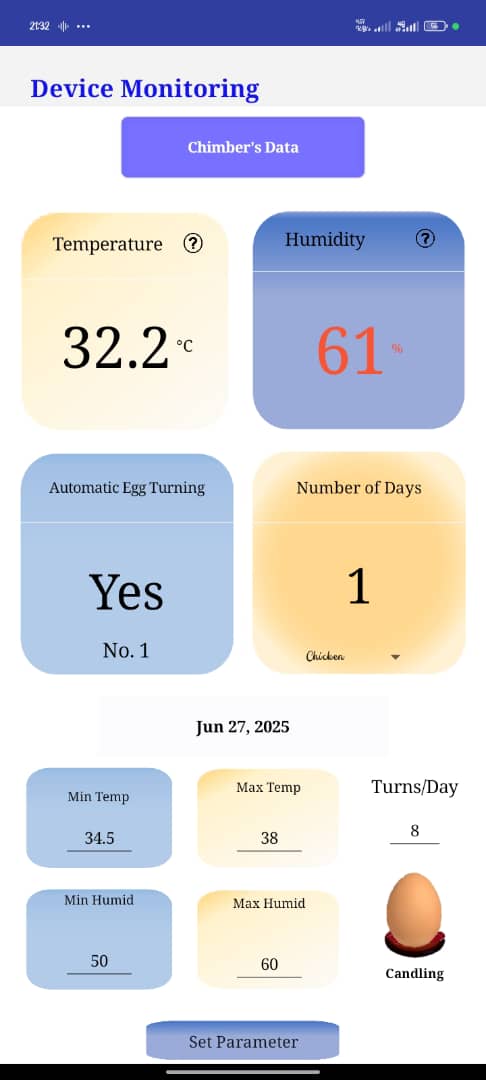 21:32
Device Monitoring
Chimber's Data
Temperature ?
Humidity ?
32.2 °C
61 %
Automatic Egg Turning
Number of Days
Yes
1
No. 1
Chicken
Jun 27, 2025
Min Temp
Max Temp
Turns/Day
34.5
38
8
Min Humid
Max Humid
50
60
Candling
Set Parameter